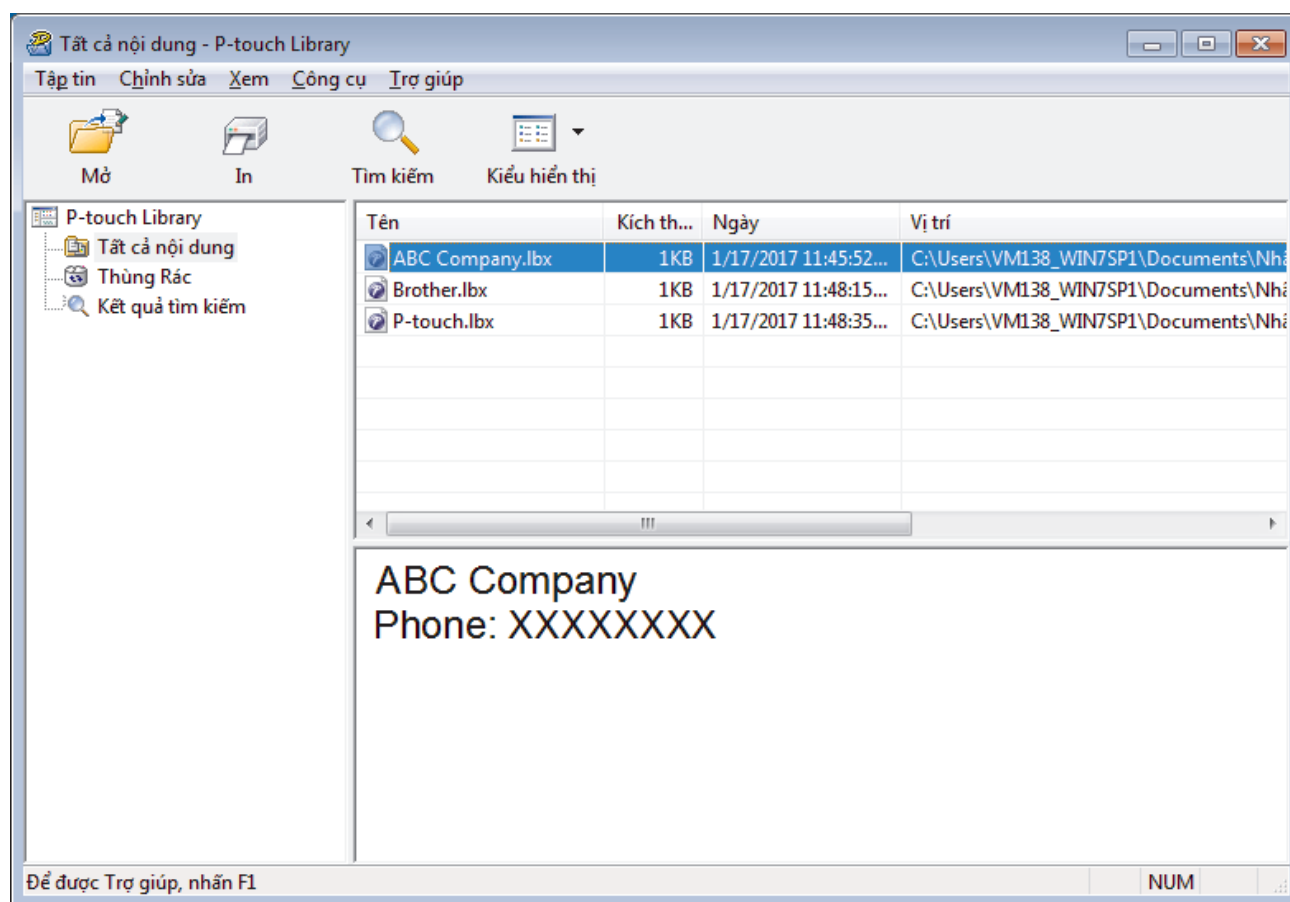 Tất cả nội dung - P-touch Library
Tập tin Chỉnh sửa Xem Công cụ Trợ giúp
Mở In Tìm kiếm Kiểu hiển thị
P-touch Library
Tất cả nội dung
Thùng Rác
Kết quả tìm kiếm
Tên Kích th... Ngày Vị trí
ABC Company.lbx 1KB 1/17/2017 11:45:52... C:\Users\VM138_WIN7SP1\Documents\Nhã
Brother.lbx 1KB 1/17/2017 11:48:15... C:\Users\VM138_WIN7SP1\Documents\Nhã
P-touch.lbx 1KB 1/17/2017 11:48:35... C:\Users\VM138_WIN7SP1\Documents\Nhã
ABC Company
Phone: XXXXXXXX
Để được Trợ giúp, nhấn F1
NUM